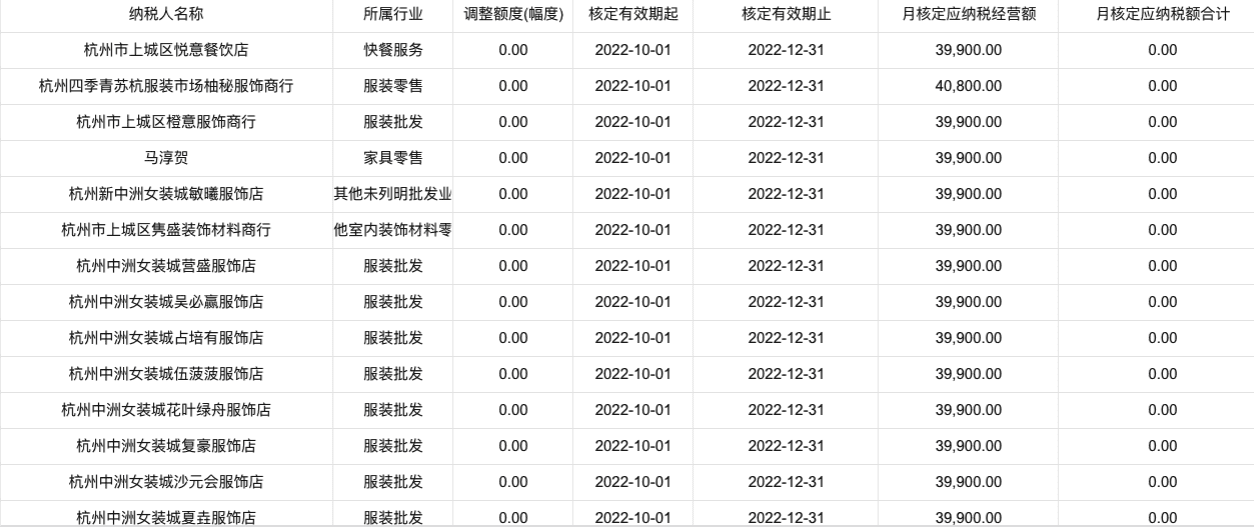 纳税人名称 所属行业 调整额度(幅度) 核定有效期起 核定有效期止 月核定应纳税经营额 月核定应纳税额合计
杭州市上城区悦意餐饮店 快餐服务 0.00 2022-10-01 2022-12-31 39,900.00 0.00
杭州四季青苏杭服装市场柚秘服饰商行 服装零售 0.00 2022-10-01 2022-12-31 40,800.00 0.00
杭州市上城区橙意服饰商行 服装批发 0.00 2022-10-01 2022-12-31 39,900.00 0.00
马淳贺 家具零售 0.00 2022-10-01 2022-12-31 39,900.00 0.00
杭州新中洲女装城敏曦服饰店 其他未列明批发业 0.00 2022-10-01 2022-12-31 39,900.00 0.00
杭州市上城区隽盛装饰材料商行 他室内装饰材料零 0.00 2022-10-01 2022-12-31 39,900.00 0.00
杭州中洲女装城营盛服饰店 服装批发 0.00 2022-10-01 2022-12-31 39,900.00 0.00
杭州中洲女装城吴必赢服饰店 服装批发 0.00 2022-10-01 2022-12-31 39,900.00 0.00
杭州中洲女装城占培有服饰店 服装批发 0.00 2022-10-01 2022-12-31 39,900.00 0.00
杭州中洲女装城伍菠菠服饰店 服装批发 0.00 2022-10-01 2022-12-31 39,900.00 0.00
杭州中洲女装城花叶绿舟服饰店 服装批发 0.00 2022-10-01 2022-12-31 39,900.00 0.00
杭州中洲女装城复豪服饰店 服装批发 0.00 2022-10-01 2022-12-31 39,900.00 0.00
杭州中洲女装城沙元会服饰店 服装批发 0.00 2022-10-01 2022-12-31 39,900.00 0.00
杭州中洲女装城夏垚服饰店 服装批发 0.00 2022-10-01 2022-12-31 39,900.00 0.00